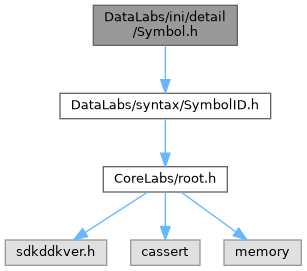 DataLabs/ini/detail
/Symbol.h
DataLabs/syntax/SymbolID.h
CoreLabs/root.h
sdkddkver.h
cassert
memory